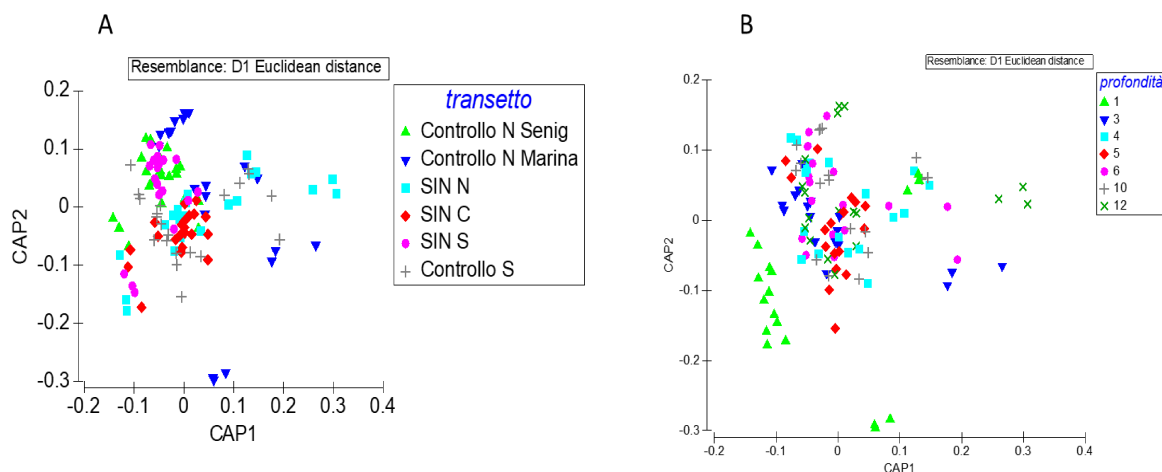 A
Resemblance: D1 Euclidean distance
transetto
Controllo N Senig
Controllo N Marina
SIN N
SIN C
SIN S
Controllo S
0.2
0.1
0
-0.1
-0.2
-0.3
CAP2
-0.2
-0.1
0
0.1
0.2
0.3
0.4
CAP1
B
Resemblance: D1 Euclidean distance
profondità
1
3
4
5
6
10
12
0.2
0.1
0
-0.1
-0.2
-0.3
CAP2
-0.2
-0.1
0
0.1
0.2
0.3
0.4
CAP1